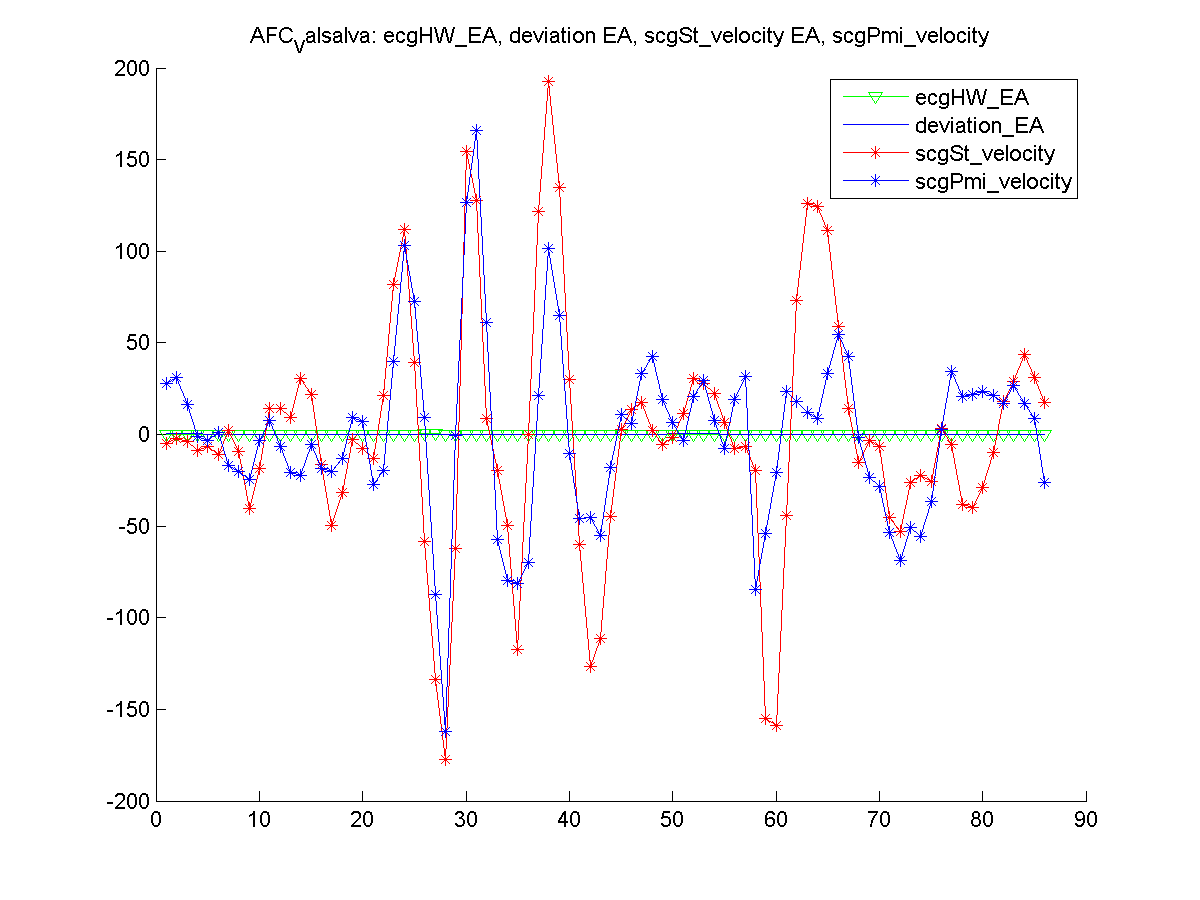 AFCValsalva: ecgHW_EA, deviation EA, scgSt_velocity EA, scgPmi_velocity
200
ecgHW_EA
deviation_EA
scgSt_velocity
scgPmi_velocity
150
100
50
0
-50
-100
-150
-200
0 10 20 30 40 50 60 70 80 90